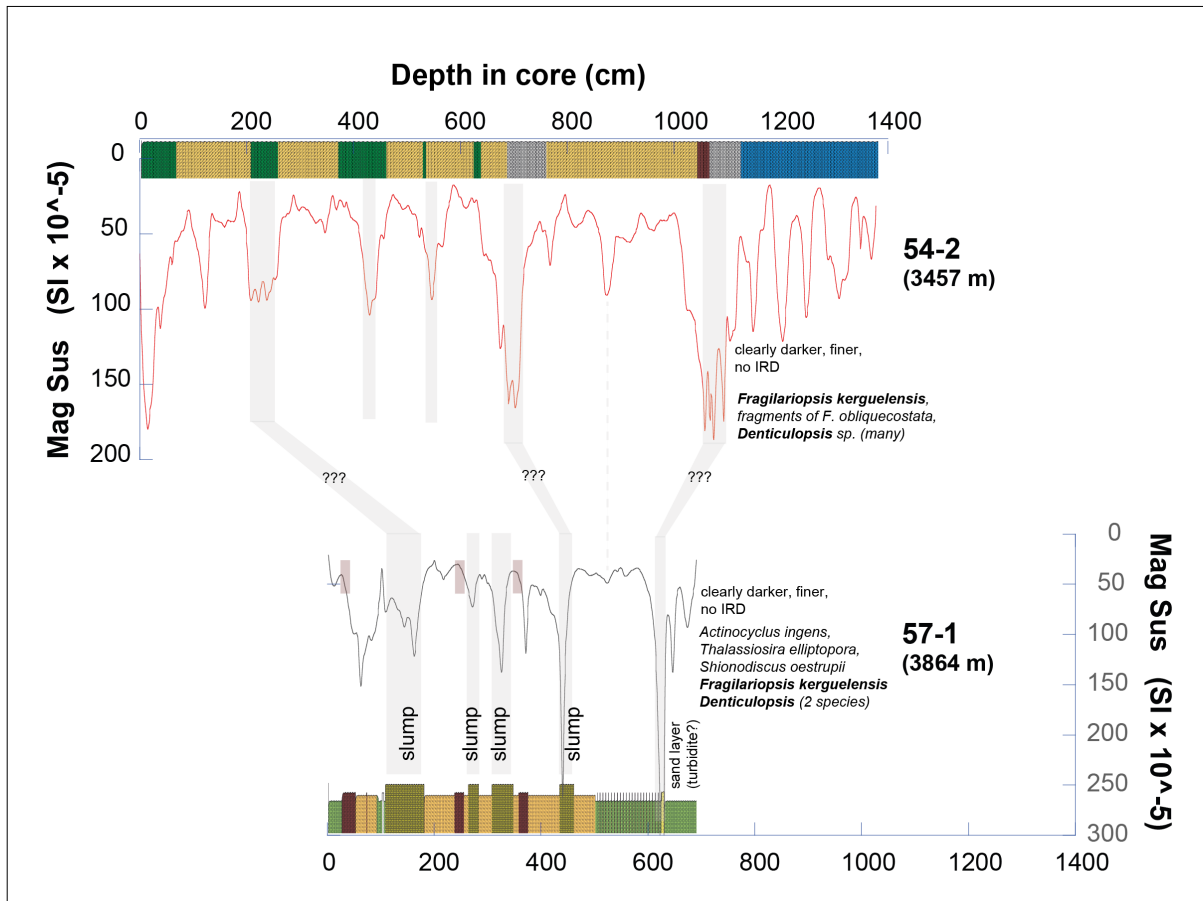 Depth in core (cm)
0 200 400 600 800 1000 1200 1400
0
50
100
150
200
Mag Sus (SI x 10^-5)
54-2
(3457 m)
clearly darker, finer,
no IRD
Fragilariopsis kerguelensis,
fragments of F. obliquecostata,
Denticulopsis sp. (many)
??? ??? ???
0
50
100
150
200
250
300
Mag Sus (SI x 10^-5)
clearly darker, finer,
no IRD
Actinocyclus ingens,
Thalassiosira elliptopora,
Shionodiscus oestrupii
Fragilariopsis kerguelensis
Denticulopsis (2 species)
57-1
(3864 m)
slump
slump
slump
slump
sand layer
(turbidite?)
0 200 400 600 800 1000 1200 1400